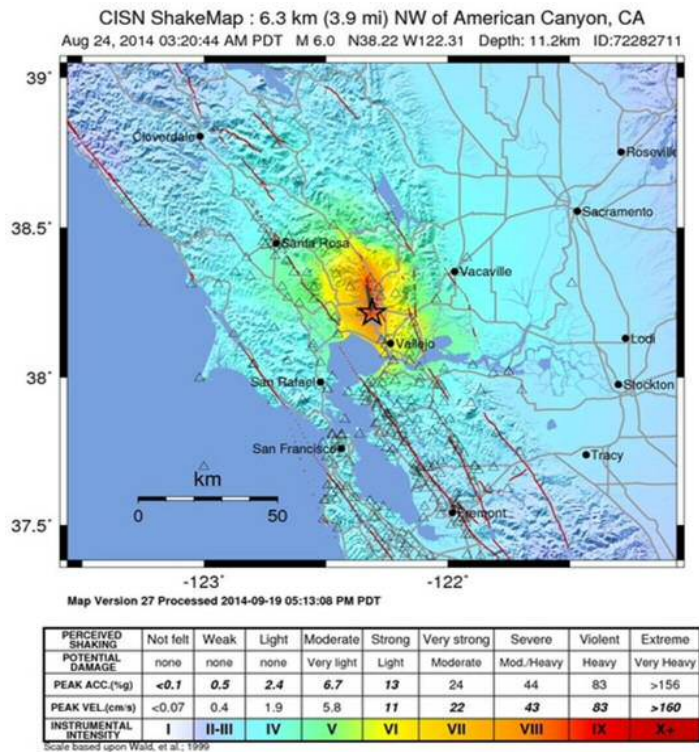 CISN ShakeMap : 6.3 km (3.9 mi) NW of American Canyon, CA
Aug 24, 2014 03:20:44 AM PDT M 6.0 N38.22 W122.31 Depth: 11.2km ID:72282711
39°
Cloverdale
Roseville
38.5°
Sacramento
Santa Rosa
Vacaville
Vallejo
Lodi
38°
San Rafael
Stockton
San Francisco
Tracy
km
0 50
37.5°
Fremont
-123° -122°
Map Version 27 Processed 2014-09-19 05:13:08 PM PDT
PERCEIVED SHAKING Not felt Weak Light Moderate Strong Very strong Severe Violent Extreme
POTENTIAL DAMAGE none none none Very light Light Moderate Mod./Heavy Heavy Very Heavy
PEAK ACC.(%g) <0.1 0.5 2.4 6.7 13 24 44 83 >156
PEAK VEL.(cm/s) <0.07 0.4 1.9 5.8 11 22 43 83 >160
INSTRUMENTAL INTENSITY I II-III IV V VI VII VIII IX X+
Scale based upon Wald, et al.; 1999